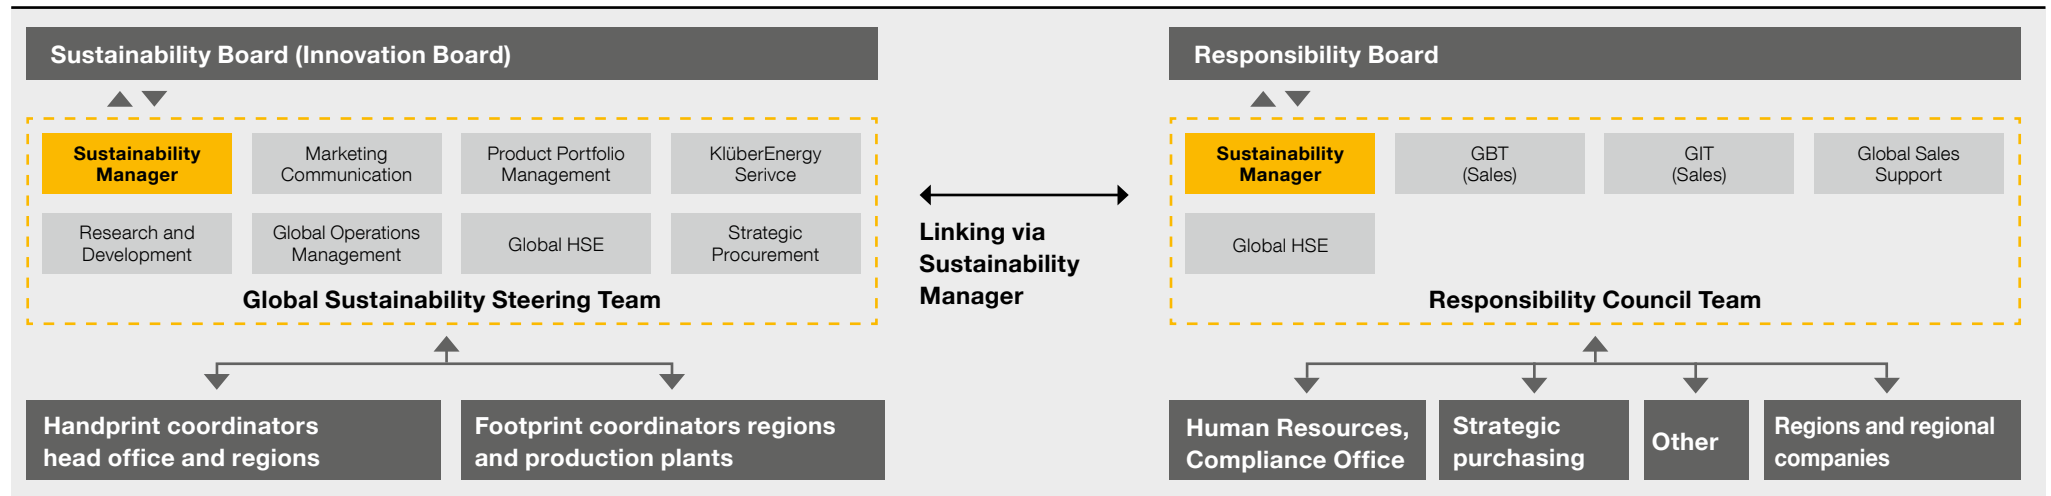 Sustainability Board (Innovation Board)
Sustainability
Manager
Marketing
Communication
Product Portfolio
Management
KlüberEnergy
Serivce
Research and
Development
Global Operations
Management
Global HSE
Strategic
Procurement
Global Sustainability Steering Team
Handprint coordinators
head office and regions
Footprint coordinators regions
and production plants
Linking via
Sustainability
Manager
Responsibility Board
Sustainability
Manager
GBT
(Sales)
GIT
(Sales)
Global Sales
Support
Global HSE
Responsibility Council Team
Human Resources,
Compliance Office
Strategic
purchasing
Other
Regions and regional
companies